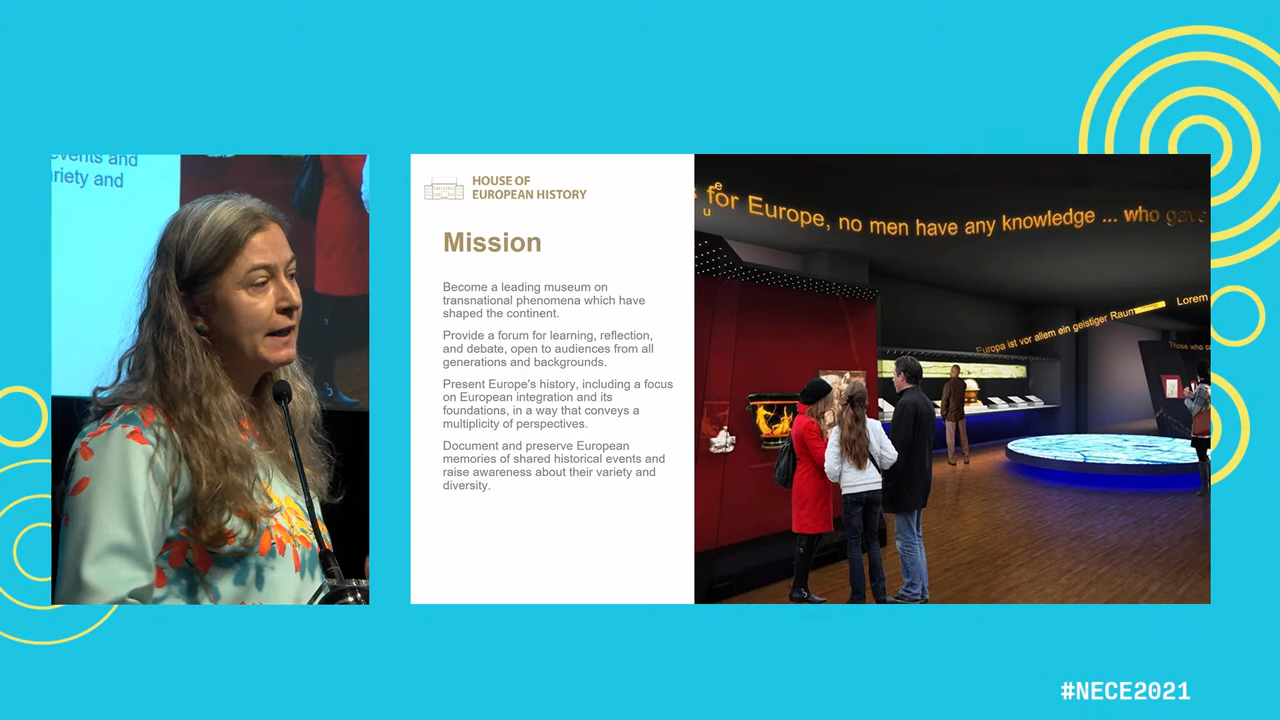 events and
variety and
HOUSE OF
EUROPEAN HISTORY
Mission
Become a leading museum on
transnational phenomena which have
shaped the continent.
Provide a forum for learning, reflection,
and debate, open to audiences from all
generations and backgrounds.
Present Europe's history, including a focus
on European integration and its
foundations, in a way that conveys a
multiplicity of perspectives.
Document and preserve European
memories of shared historical events and
raise awareness about their variety and
diversity.
for Europe, no men have any knowledge ... who gave
Europa ist vor allem ein geistiger Raum
Lorem
Those who
#NECE2021